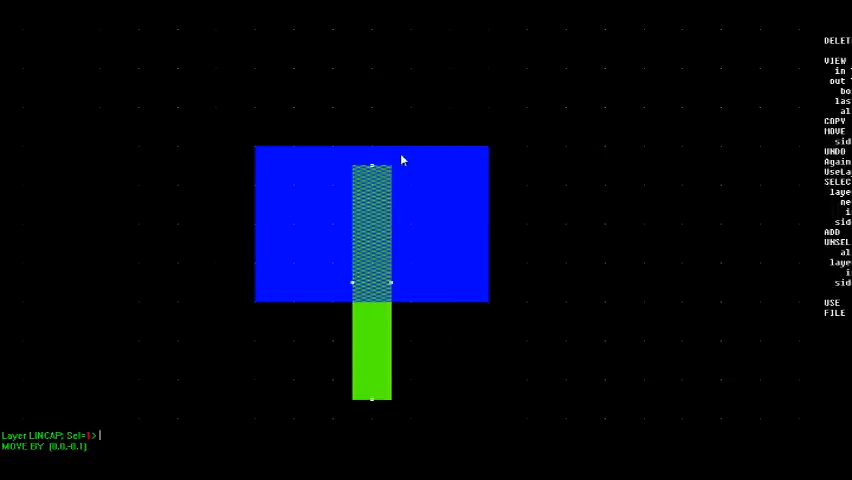 DELET
VIEW
in
out
bo
las
al
COPY
MOVE
sid
UNDO
Again
UseLa
SELEC
laye
ne
i
sid
ADD
UNSEL
al
laye
i
sid
USE
FILE
Layer LINCAP; Sel=1>
MOVE BY (0.0,-0.1)